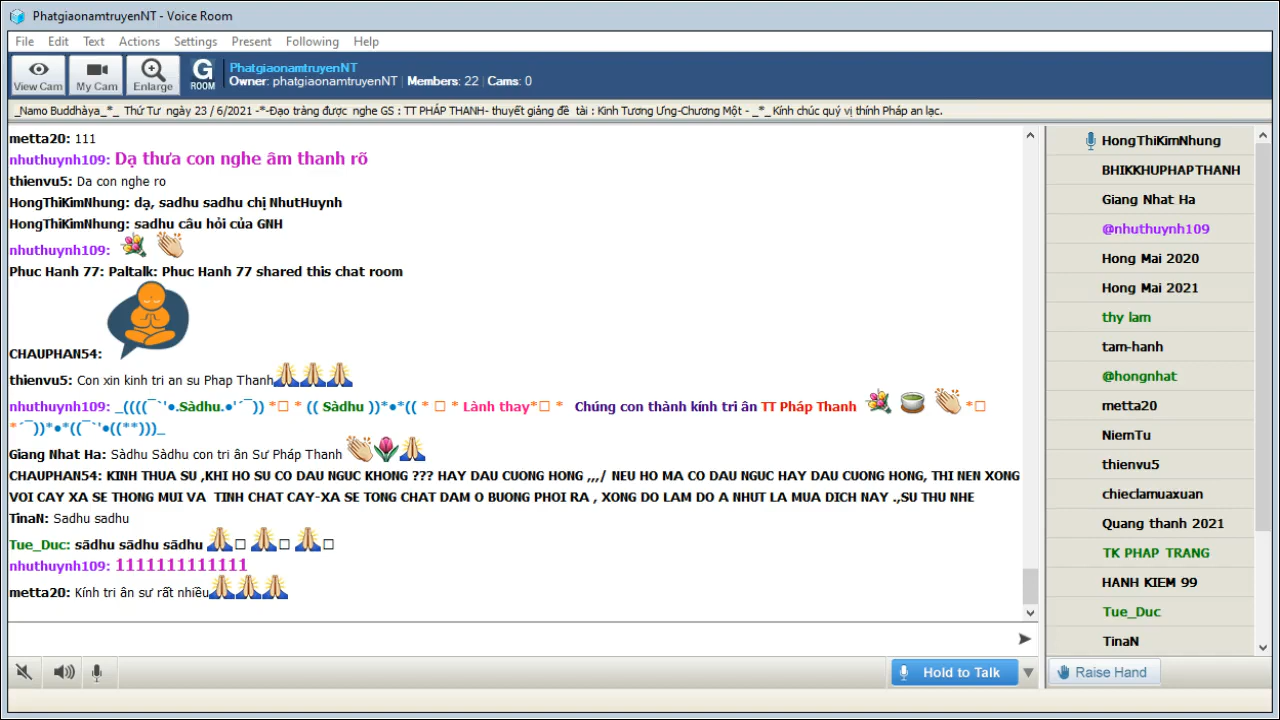 PhatgiaonamtruyenNT - Voice Room
File Edit Text Actions Settings Present Following Help
View Cam My Cam Enlarge G ROOM
PhatgiaonamtruyenNT
Owner: phatgiaonamtruyenNT | Members: 22 | Cams: 0
_Namo Buddhàya_*_ Thứ Tư ngày 23 / 6/2021 -*-Đạo tràng được nghe GS : TT PHÁP THANH- thuyết giảng đề tài : Kinh Tương Ưng-Chương Một - _*_ Kính chúc quý vị thính Pháp an lạc.
metta20: 111
nhuthuynh109: Dạ thưa con nghe âm thanh rõ
thienvu5: Da con nghe ro
HongThiKimNhung: dạ, sadhu sadhu chị NhutHuynh
HongThiKimNhung: sadhu câu hỏi của GNH
nhuthuynh109:
Phuc Hanh 77: Paltalk: Phuc Hanh 77 shared this chat room
CHAUPHAN54:
thienvu5: Con xin kinh tri an su Phap Thanh
nhuthuynh109: _((((¯`'•.Sàdhu.•'´¯)) *□ * (( Sàdhu ))*•*(( * □ * Lành thay*□ * Chúng con thành kính tri ân TT Pháp Thanh *□
*´¯))*•*((¯`'•((**)))_
Giang Nhat Ha: Sàdhu Sàdhu con tri ân Sư Pháp Thanh
CHAUPHAN54: KINH THUA SU ,KHI HO SU CO DAU NGUC KHONG ??? HAY DAU CUONG HONG ,,,/ NEU HO MA CO DAU NGUC HAY DAU CUONG HONG, THI NEN XONG
VOI CAY XA SE THONG MUI VA TINH CHAT CAY-XA SE TONG CHAT DAM O BUONG PHOI RA , XONG DO LAM DO A NHUT LA MUA DICH NAY .,SU THU NHE
TinaN: Sadhu sadhu
Tue_Duc: sādhu sādhu sādhu □ □ □
nhuthuynh109: 1111111111111
metta20: Kính tri ân sư rất nhiều
Hold to Talk
HongThiKimNhung
BHIKKHUPHAPTHANH
Giang Nhat Ha
@nhuthuynh109
Hong Mai 2020
Hong Mai 2021
thy lam
tam-hanh
@hongnhat
metta20
NiemTu
thienvu5
chieclamuaxuan
Quang thanh 2021
TK PHAP TRANG
HANH KIEM 99
Tue_Duc
TinaN
Raise Hand